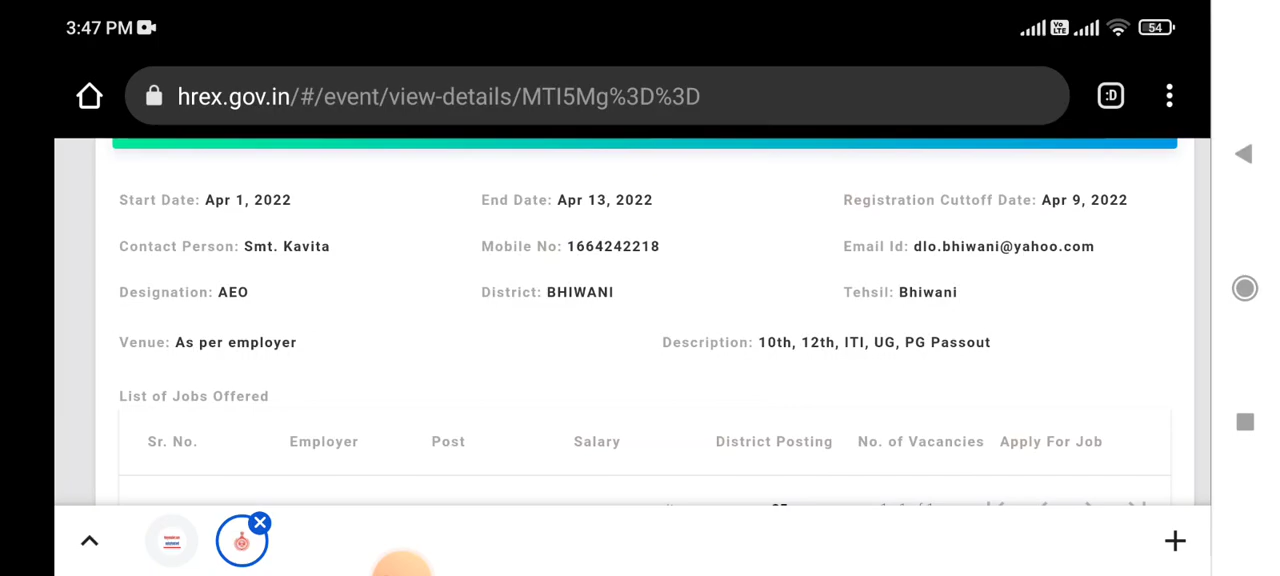 3:47 PM
Vo LTE
54
hrex.gov.in/#/event/view-details/MTI5Mg%3D%3D
:D
Start Date: Apr 1, 2022 End Date: Apr 13, 2022 Registration Cuttoff Date: Apr 9, 2022
Contact Person: Smt. Kavita Mobile No: 1664242218 Email Id: dlo.bhiwani@yahoo.com
Designation: AEO District: BHIWANI Tehsil: Bhiwani
Venue: As per employer Description: 10th, 12th, ITI, UG, PG Passout
List of Jobs Offered
Sr. No. Employer Post Salary District Posting No. of Vacancies Apply For Job